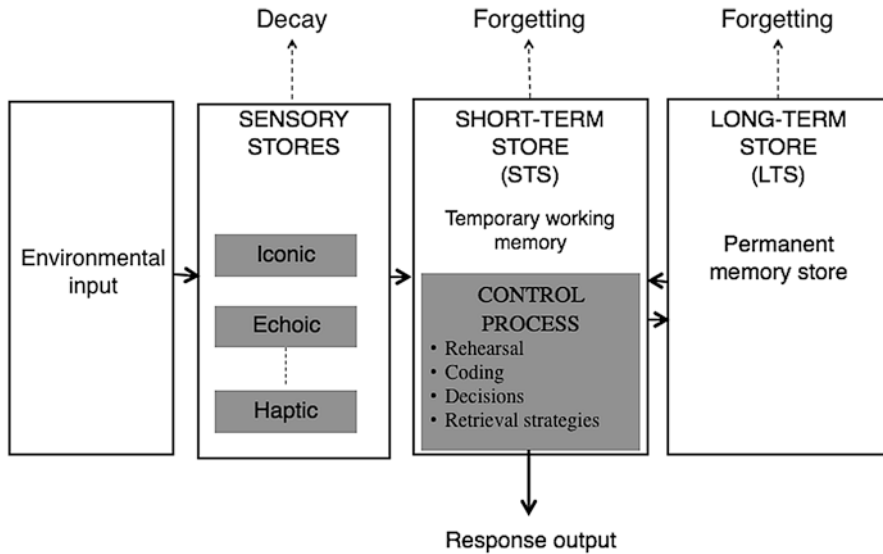 Decay
Forgetting
Forgetting
Environmental
input
SENSORY
STORES
Iconic
Echoic
Haptic
SHORT-TERM
STORE
(STS)
Temporary working
memory
CONTROL
PROCESS
• Rehearsal
• Coding
• Decisions
• Retrieval strategies
LONG-TERM
STORE
(LTS)
Permanent
memory store
Response output